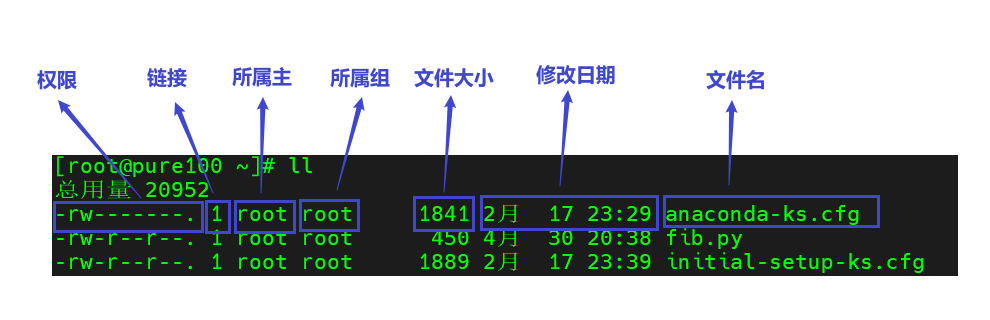 权限 链接 所属主 所属组 文件大小 修改日期 文件名
[root@pure100 ~]# ll
总用量 20952
-rw-------. 1 root root 1841 2月 17 23:29 anaconda-ks.cfg
-rw-r--r--. 1 root root 450 4月 30 20:38 fib.py
-rw-r--r--. 1 root root 1889 2月 17 23:39 initial-setup-ks.cfg